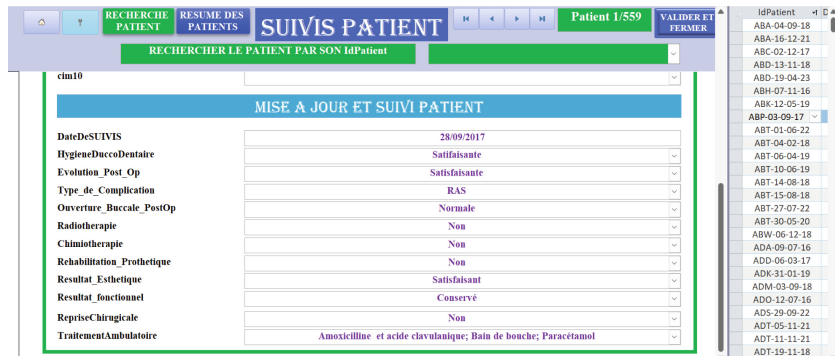 RECHERCHE PATIENT
RESUME DES PATIENTS
SUIVIS PATIENT
Patient 1/559
VALIDER ET FERMER
RECHERCHER LE PATIENT PAR SON IdPatient
cim10
MISE A JOUR ET SUIVI PATIENT
DateDeSUIVIS 28/09/2017
HygieneDuccoDentaire Satifaisante
Evolution_Post_Op Satisfaisante
Type_de_Complication RAS
Ouverture_Buccale_PostOp Normale
Radiotherapie Non
Chimiotherapie Non
Rehabilitation_Prothetique Non
Resultat_Esthetique Satisfaisant
Resultat_fonctionnel Conservé
RepriseChirugicale Non
TraitementAmbulatoire Amoxicilline et acide clavulanique; Bain de bouche; Paracétamol
IdPatient D
ABA-04-09-18
ABA-16-12-21
ABC-02-12-17
ABD-13-11-18
ABD-19-04-23
ABH-07-11-16
ABK-12-05-19
ABP-03-09-17
ABT-01-06-22
ABT-04-02-18
ABT-06-04-19
ABT-10-06-19
ABT-14-08-18
ABT-15-08-18
ABT-27-07-22
ABT-30-05-20
ABW-06-12-18
ADA-09-07-16
ADD-06-03-17
ADK-31-01-19
ADM-03-09-18
ADO-12-07-16
ADS-29-09-22
ADT-05-11-21
ADT-11-11-21
ADT-19-11-18